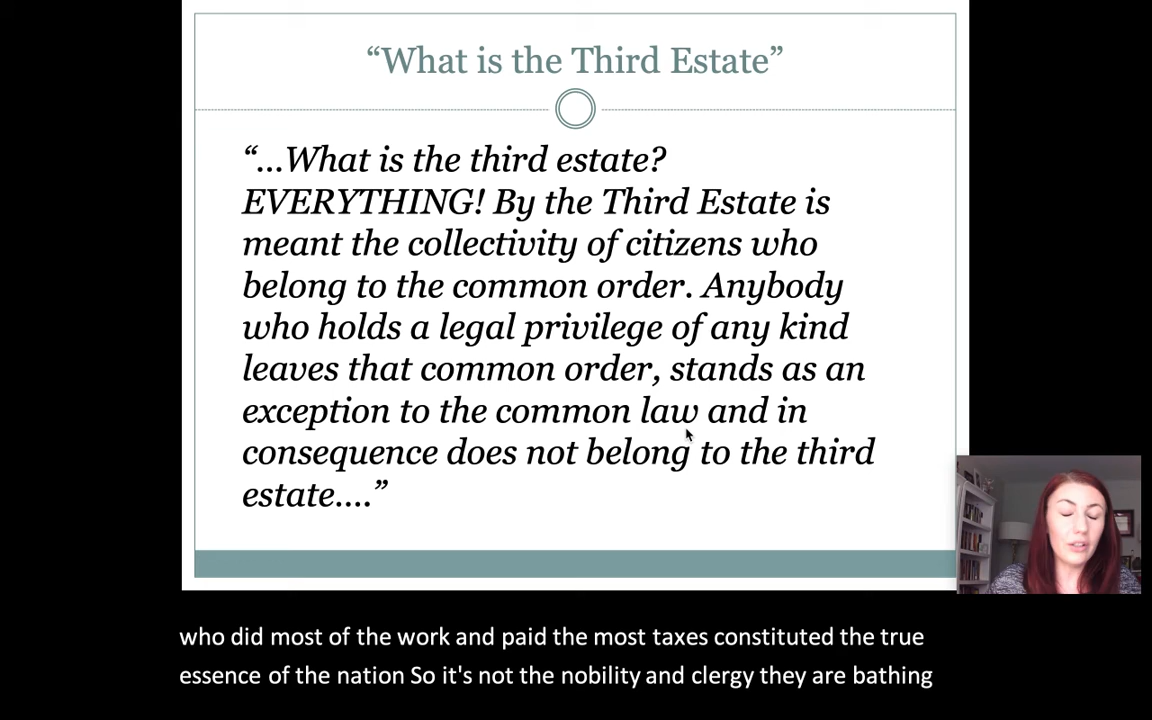 “What is the Third Estate”
“...What is the third estate?
EVERYTHING! By the Third Estate is
meant the collectivity of citizens who
belong to the common order. Anybody
who holds a legal privilege of any kind
leaves that common order, stands as an
exception to the common law and in
consequence does not belong to the third
estate....”
who did most of the work and paid the most taxes constituted the true
essence of the nation So it's not the nobility and clergy they are bathing